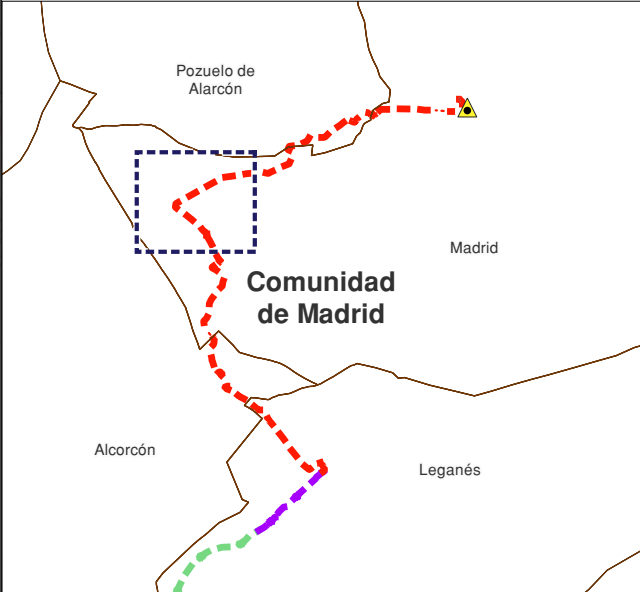 Pozuelo de
Alarcón
Madrid
Comunidad
de Madrid
Alcorcón
Leganés